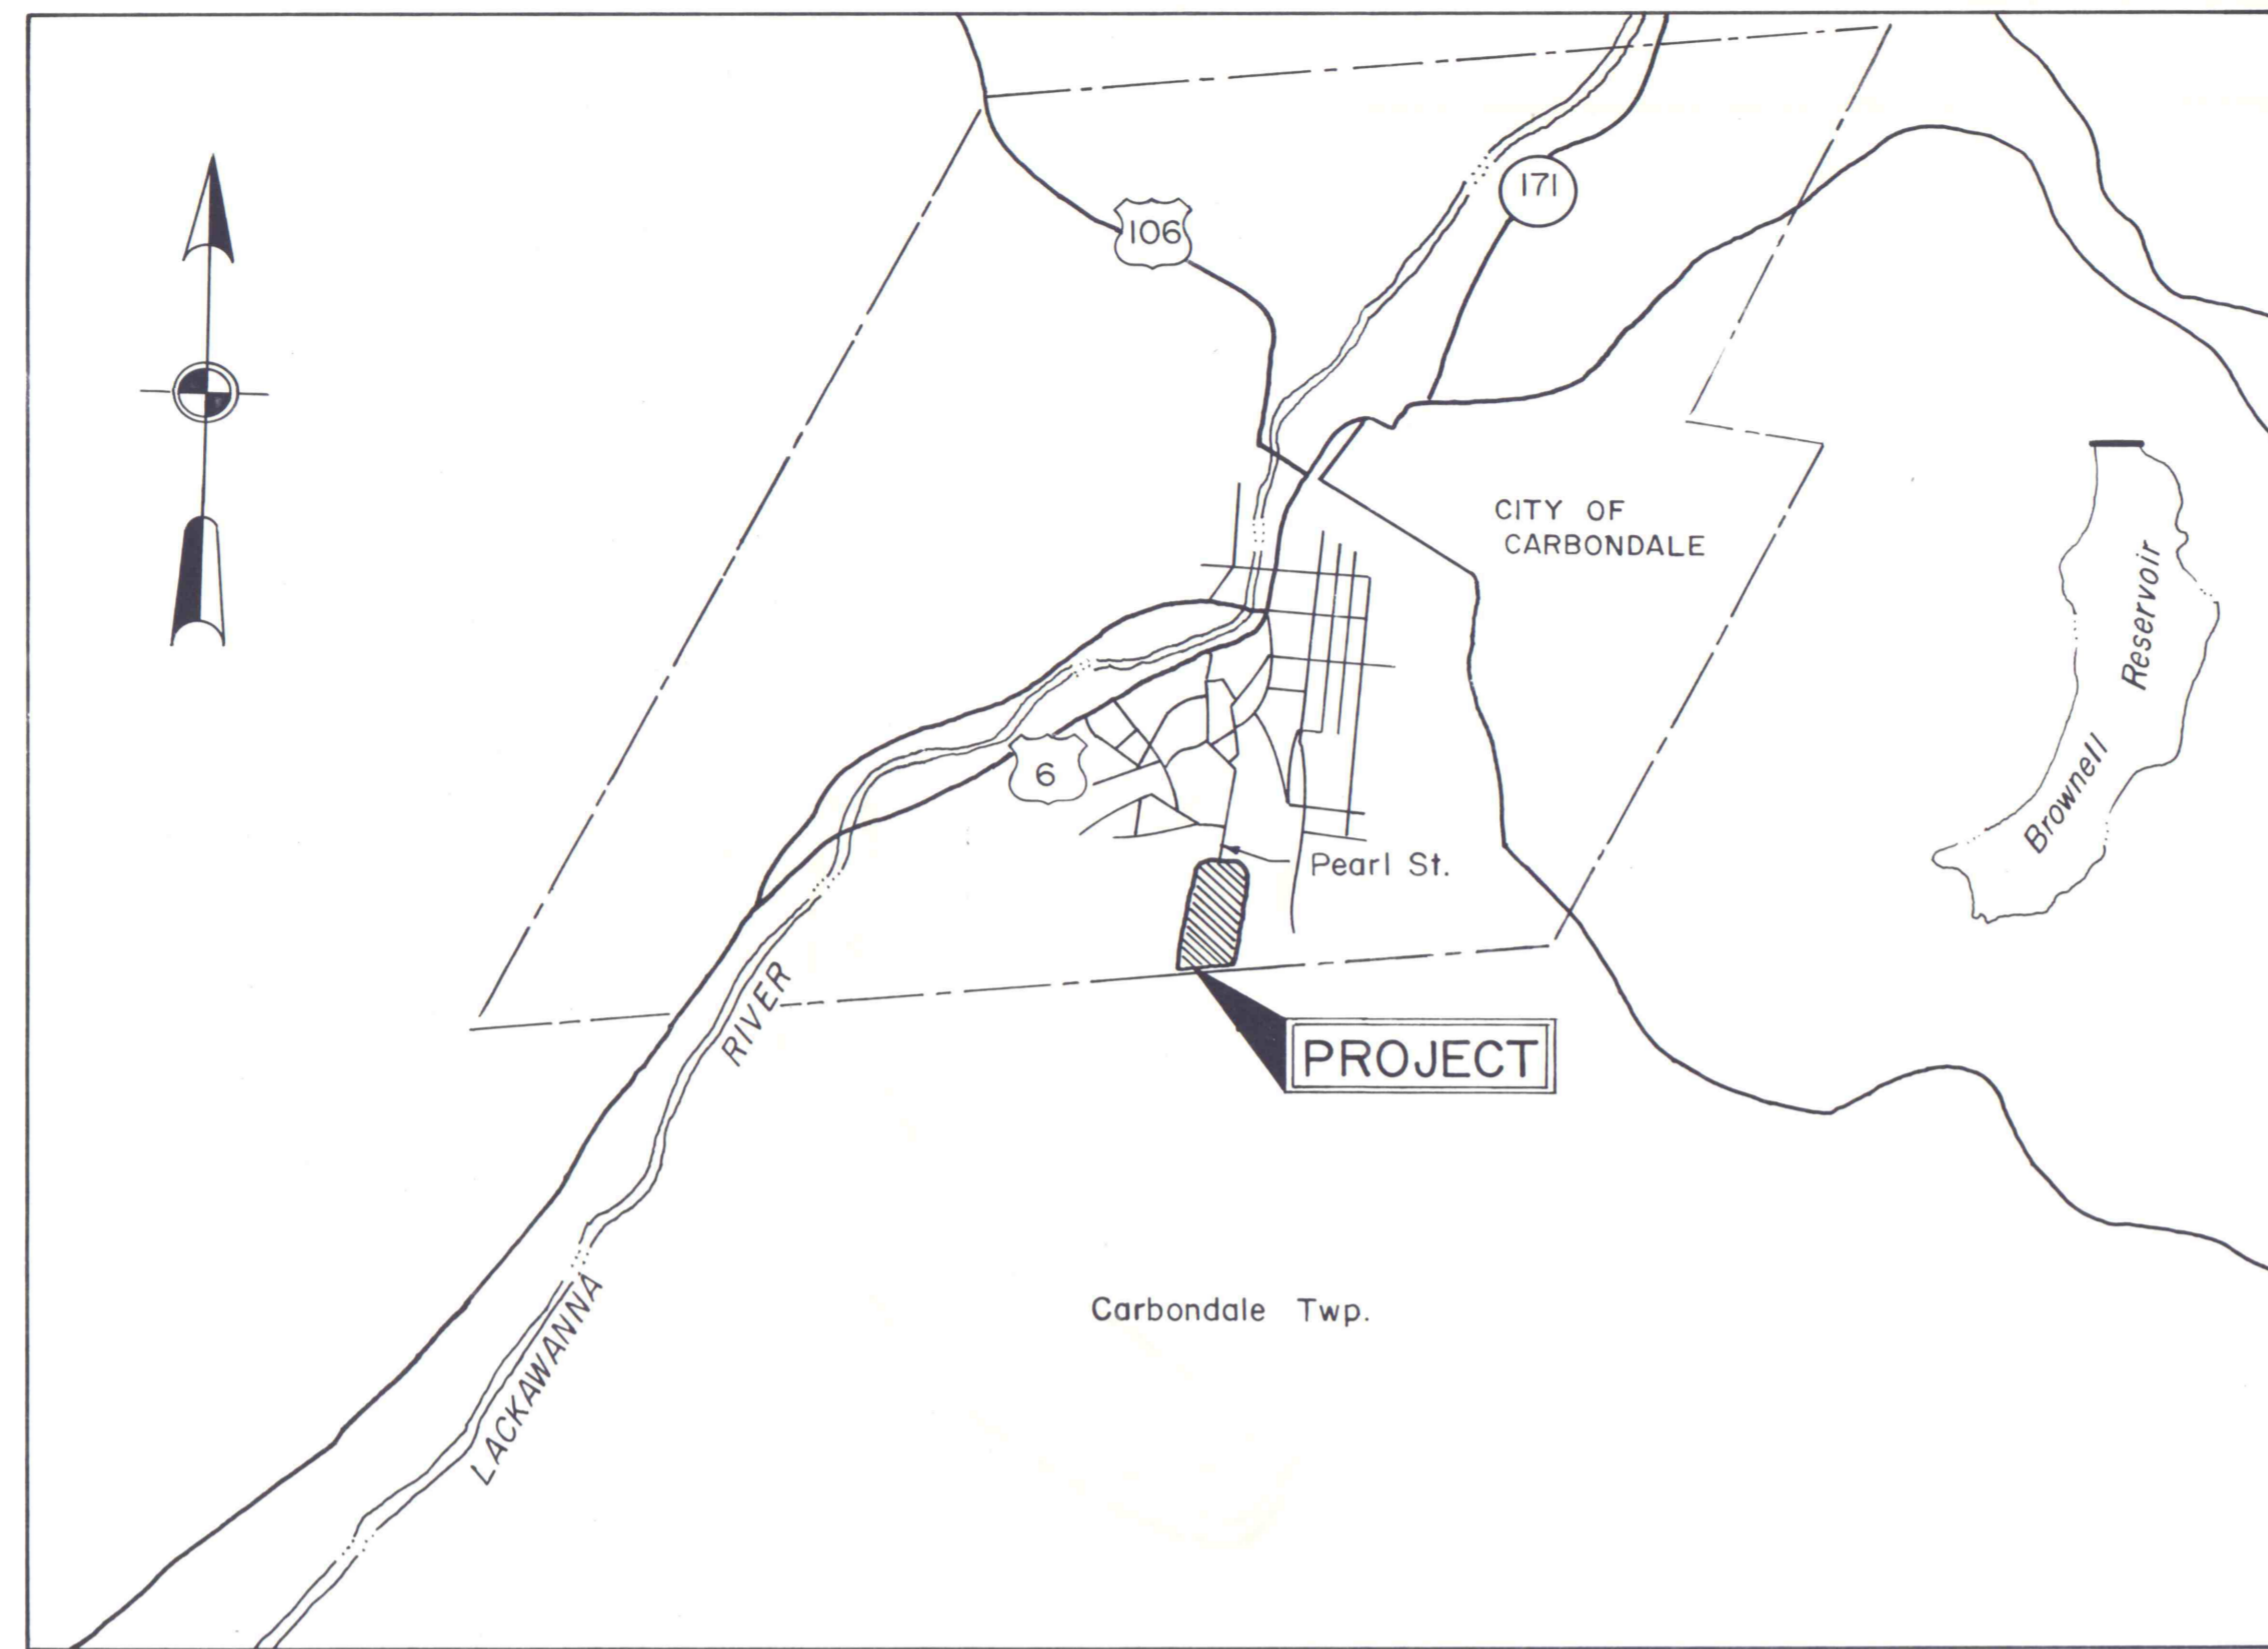 171
106
CITY OF
CARBONDALE
Brownell Reservoir
6
Pearl St.
LACKAWANNA RIVER
PROJECT
Carbondale Twp.